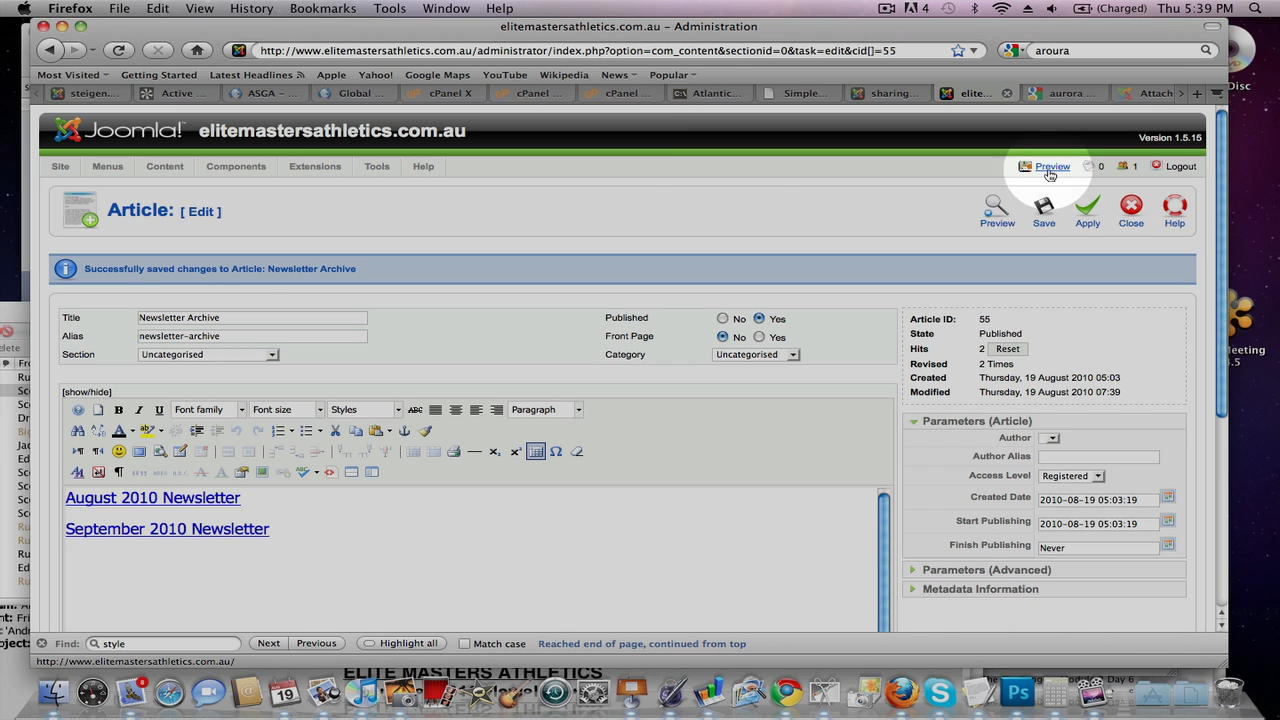 Firefox File Edit View History Bookmarks Tools Window Help 4 (Charged) Thu 5:39 PM
elitemastersathletics.com.au - Administration
http://www.elitemastersathletics.com.au/administrator/index.php?option=com_content&sectionid=0&task=edit&cid[]=55 aroura
Most Visited Getting Started Latest Headlines Apple Yahoo! Google Maps YouTube Wikipedia News Popular
steigen.... Active ... ASGA - ... Global ... cPanel X cPanel ... cPanel ... Atlantic... Simple... sharing... elite... aurora ... Attach
Disc
Joomla! elitemastersathletics.com.au
Version 1.5.15
Site Menus Content Components Extensions Tools Help Preview 0 1 Logout
Article: [ Edit ]
Preview Save Apply Close Help
Successfully saved changes to Article: Newsletter Archive
Title Newsletter Archive Published No Yes
Alias newsletter-archive Front Page No Yes
Section Uncategorised Category Uncategorised
Article ID: 55
State Published
Hits 2 Reset
Revised 2 Times
Created Thursday, 19 August 2010 05:03
Modified Thursday, 19 August 2010 07:39
[show/hide]
B I U Font family Font size Styles ABC Paragraph
August 2010 Newsletter
September 2010 Newsletter
Parameters (Article)
Author
Author Alias
Access Level Registered
Created Date 2010-08-19 05:03:19
Start Publishing 2010-08-19 05:03:19
Finish Publishing Never
Parameters (Advanced)
Metadata Information
Meeting
Find: style Next Previous Highlight all Match case Reached end of page, continued from top
http://www.elitemastersathletics.com.au/
ELITE MASTERS ATHLETICS
8 19 Ps